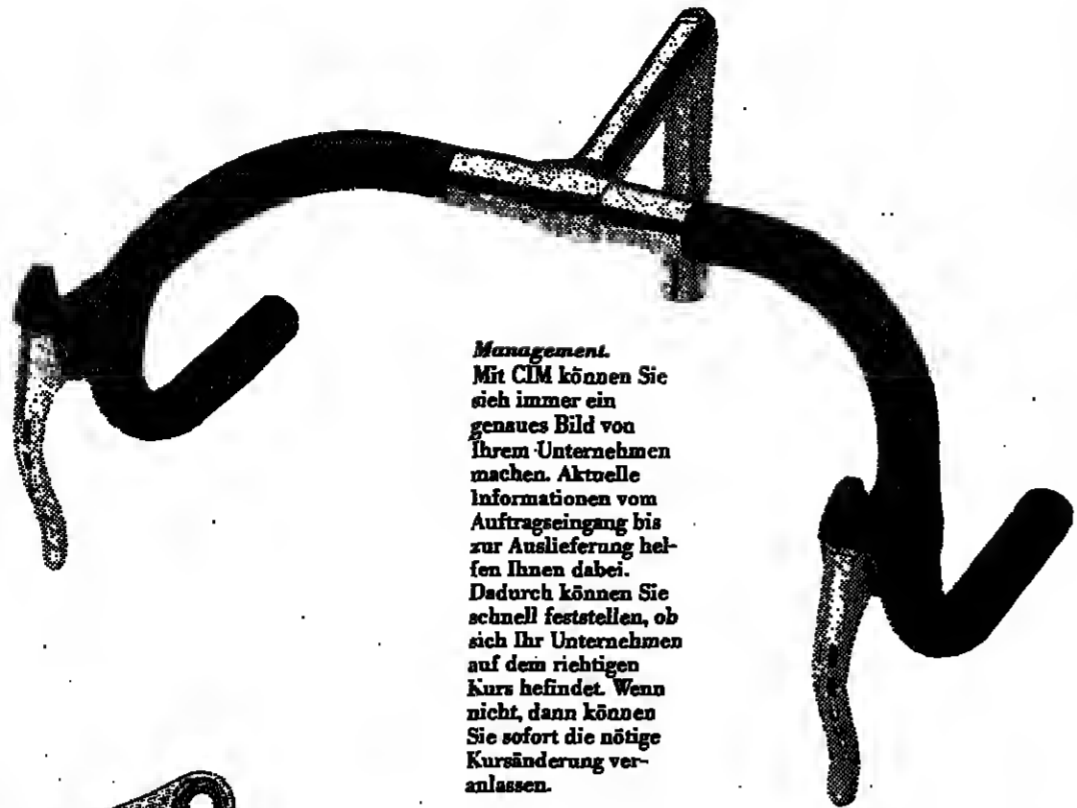 Management.
Mit CIM können Sie
sich immer ein
genaues Bild von
Ihrem Unternehmen
machen. Aktuelle
Informationen vom
Auftragseingang bis
zur Auslieferung hel-
fen Ihnen dabei.
Dadurch können Sie
schnell feststellen, ob
sich Ihr Unternehmen
auf dem richtigen
Kurs befindet. Wenn
nicht, dann können
Sie sofort die nötige
Kursänderung ver-
anlassen.